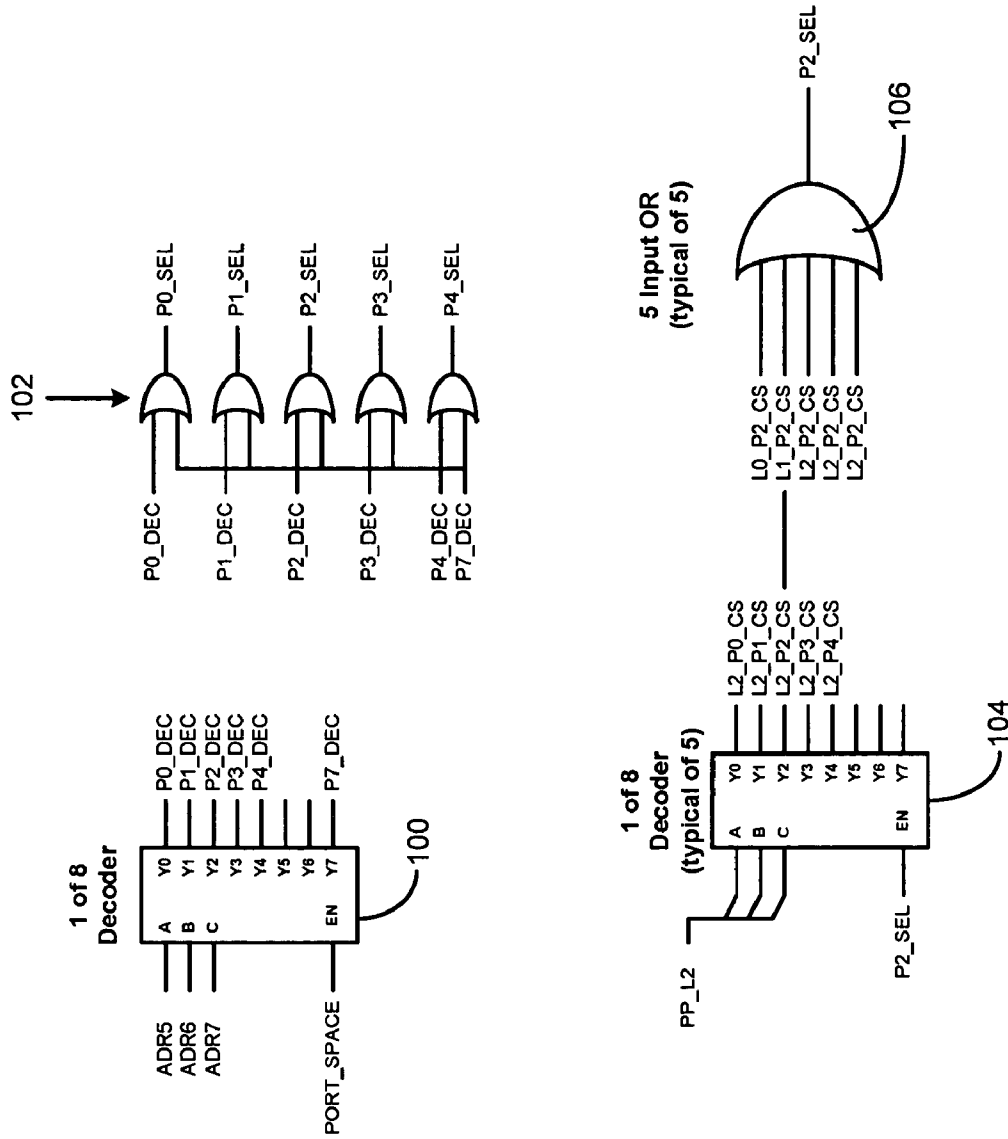 1 of 8
Decoder
ADR5
ADR6
ADR7
PORT_SPACE
A
B
C
EN
Y0
Y1
Y2
Y3
Y4
Y5
Y6
Y7
P0_DEC
P1_DEC
P2_DEC
P3_DEC
P4_DEC
P7_DEC
100
102
P0_DEC
P1_DEC
P2_DEC
P3_DEC
P4_DEC
P7_DEC
P0_SEL
P1_SEL
P2_SEL
P3_SEL
P4_SEL
1 of 8
Decoder
(typical of 5)
PP_L2
P2_SEL
A
B
C
EN
Y0
Y1
Y2
Y3
Y4
Y5
Y6
Y7
L2_P0_CS
L2_P1_CS
L2_P2_CS
L2_P3_CS
L2_P4_CS
104
5 Input OR
(typical of 5)
L0_P2_CS
L1_P2_CS
L2_P2_CS
L2_P2_CS
L2_P2_CS
P2_SEL
106